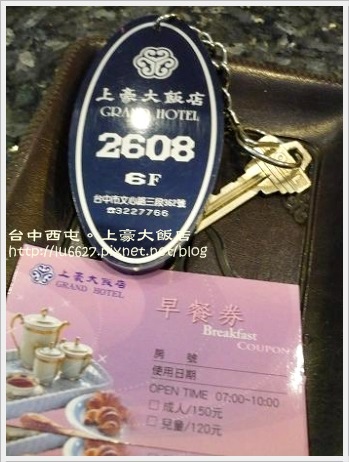 上豪大飯店
GRAND HOTEL
2608
6F
台中市文心路三段362號
☎3227766
台中西屯。上豪大飯店
http://lu6627.pixnet.net/blog
上豪大飯店
GRAND HOTEL
早餐券
Breakfast
COUPON
房 號
使用日期
OPEN TIME 07:00~10:00
□成人/150元
□兒童/120元